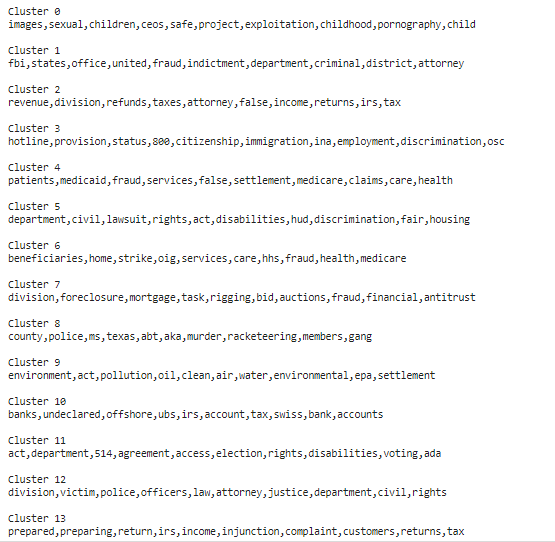 Cluster 0
images,sexual,children,ceos,safe,project,exploitation,childhood,pornography,child
Cluster 1
fbi,states,office,united,fraud,indictment,department,criminal,district,attorney
Cluster 2
revenue,division,refunds,taxes,attorney,false,income,returns,irs,tax
Cluster 3
hotline,provision,status,800,citizenship,immigration,ina,employment,discrimination,osc
Cluster 4
patients,medicaid,fraud,services,false,settlement,medicare,claims,care,health
Cluster 5
department,civil,lawsuit,rights,act,disabilities,hud,discrimination,fair,housing
Cluster 6
beneficiaries,home,strike,oig,services,care,hhs,fraud,health,medicare
Cluster 7
division,foreclosure,mortgage,task,rigging,bid,auctions,fraud,financial,antitrust
Cluster 8
county,police,ms,texas,abt,aka,murder,racketeering,members,gang
Cluster 9
environment,act,pollution,oil,clean,air,water,environmental,epa,settlement
Cluster 10
banks,undeclared,offshore,ubs,irs,account,tax,swiss,bank,accounts
Cluster 11
act,department,514,agreement,access,election,rights,disabilities,voting,ada
Cluster 12
division,victim,police,officers,law,attorney,justice,department,civil,rights
Cluster 13
prepared,preparing,return,irs,income,injunction,complaint,customers,returns,tax